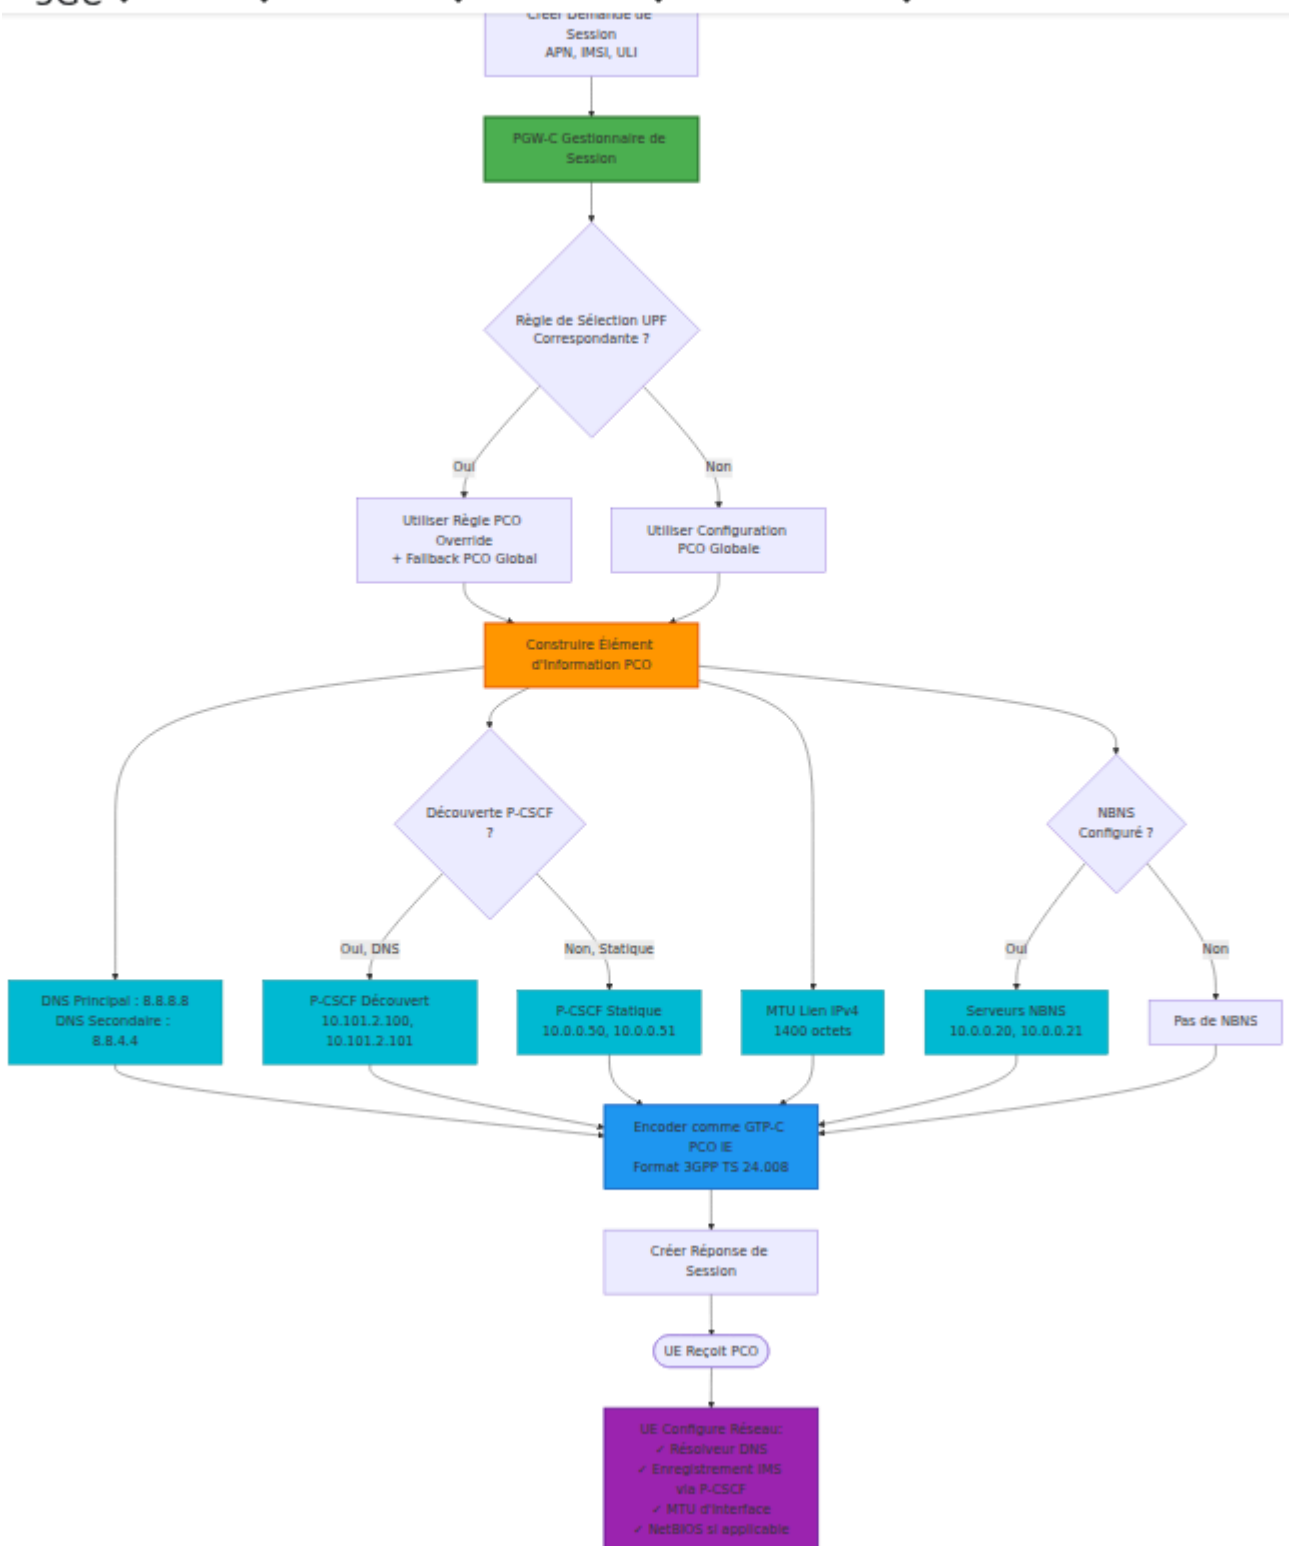 Créer Demande de
Session
APN, IMSI, ULI
PGW-C Gestionnaire de
Session
Règle de Sélection UPF
Correspondante ?
Oui
Non
Utiliser Règle PCO
Override
+ Fallback PCO Global
Utiliser Configuration
PCO Globale
Construire Élément
d'Information PCO
Découverte P-CSCF
?
NBNS
Configuré ?
Oui, DNS
Non, Statique
Oui
Non
DNS Principal : 8.8.8.8
DNS Secondaire :
8.8.4.4
P-CSCF Découvert
10.101.2.100,
10.101.2.101
P-CSCF Statique
10.0.0.50, 10.0.0.51
MTU Lien IPv4
1400 octets
Serveurs NBNS
10.0.0.20, 10.0.0.21
Pas de NBNS
Encoder comme GTP-C
PCO IE
Format 3GPP TS 24.008
Créer Réponse de
Session
UE Reçoit PCO
UE Configure Réseau:
✓ Résolveur DNS
✓ Enregistrement IMS
via P-CSCF
✓ MTU d'Interface
✓ NetBIOS si applicable